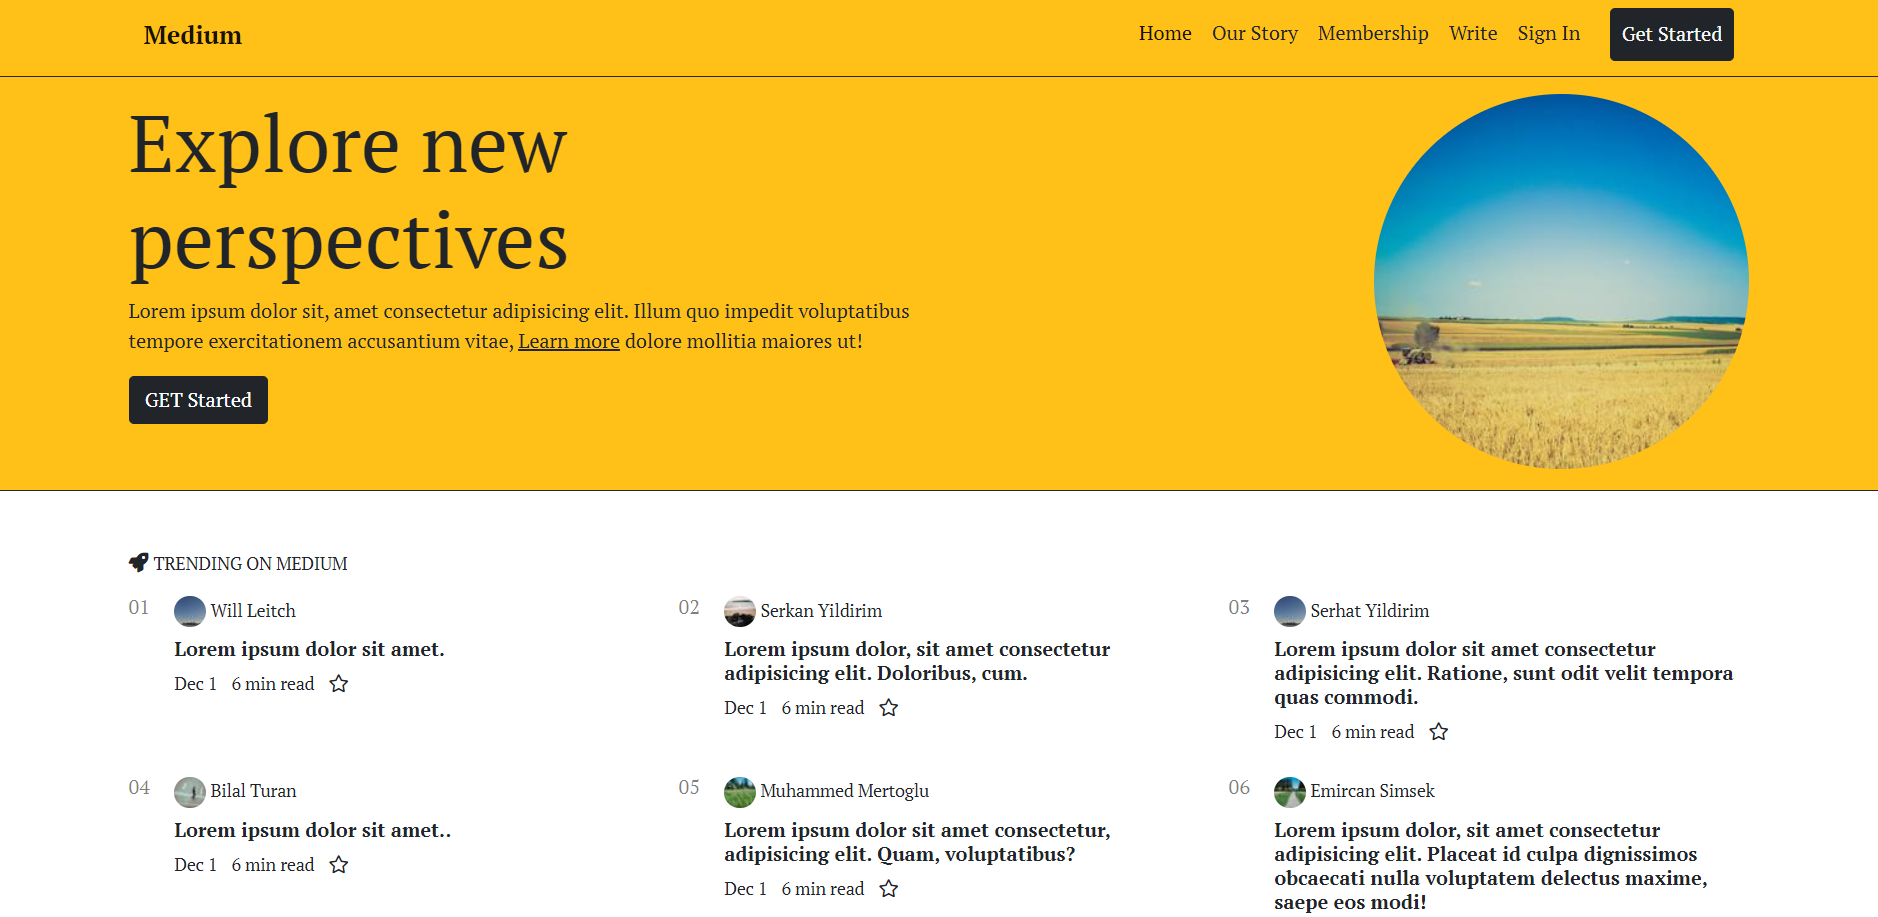 Medium
Home Our Story Membership Write Sign In Get Started
Explore new
perspectives
Lorem ipsum dolor sit, amet consectetur adipisicing elit. Illum quo impedit voluptatibus
tempore exercitationem accusantium vitae, Learn more dolore mollitia maiores ut!
GET Started
TRENDING ON MEDIUM
01 Will Leitch
Lorem ipsum dolor sit amet.
Dec 1 6 min read
02 Serkan Yildirim
Lorem ipsum dolor, sit amet consectetur
adipisicing elit. Doloribus, cum.
Dec 1 6 min read
03 Serhat Yildirim
Lorem ipsum dolor sit amet consectetur
adipisicing elit. Ratione, sunt odit velit tempora
quas commodi.
Dec 1 6 min read
04 Bilal Turan
Lorem ipsum dolor sit amet..
Dec 1 6 min read
05 Muhammed Mertoglu
Lorem ipsum dolor sit amet consectetur,
adipisicing elit. Quam, voluptatibus?
Dec 1 6 min read
06 Emircan Simsek
Lorem ipsum dolor, sit amet consectetur
adipisicing elit. Placeat id culpa dignissimos
obcaecati nulla voluptatem delectus maxime,
saepe eos modi!